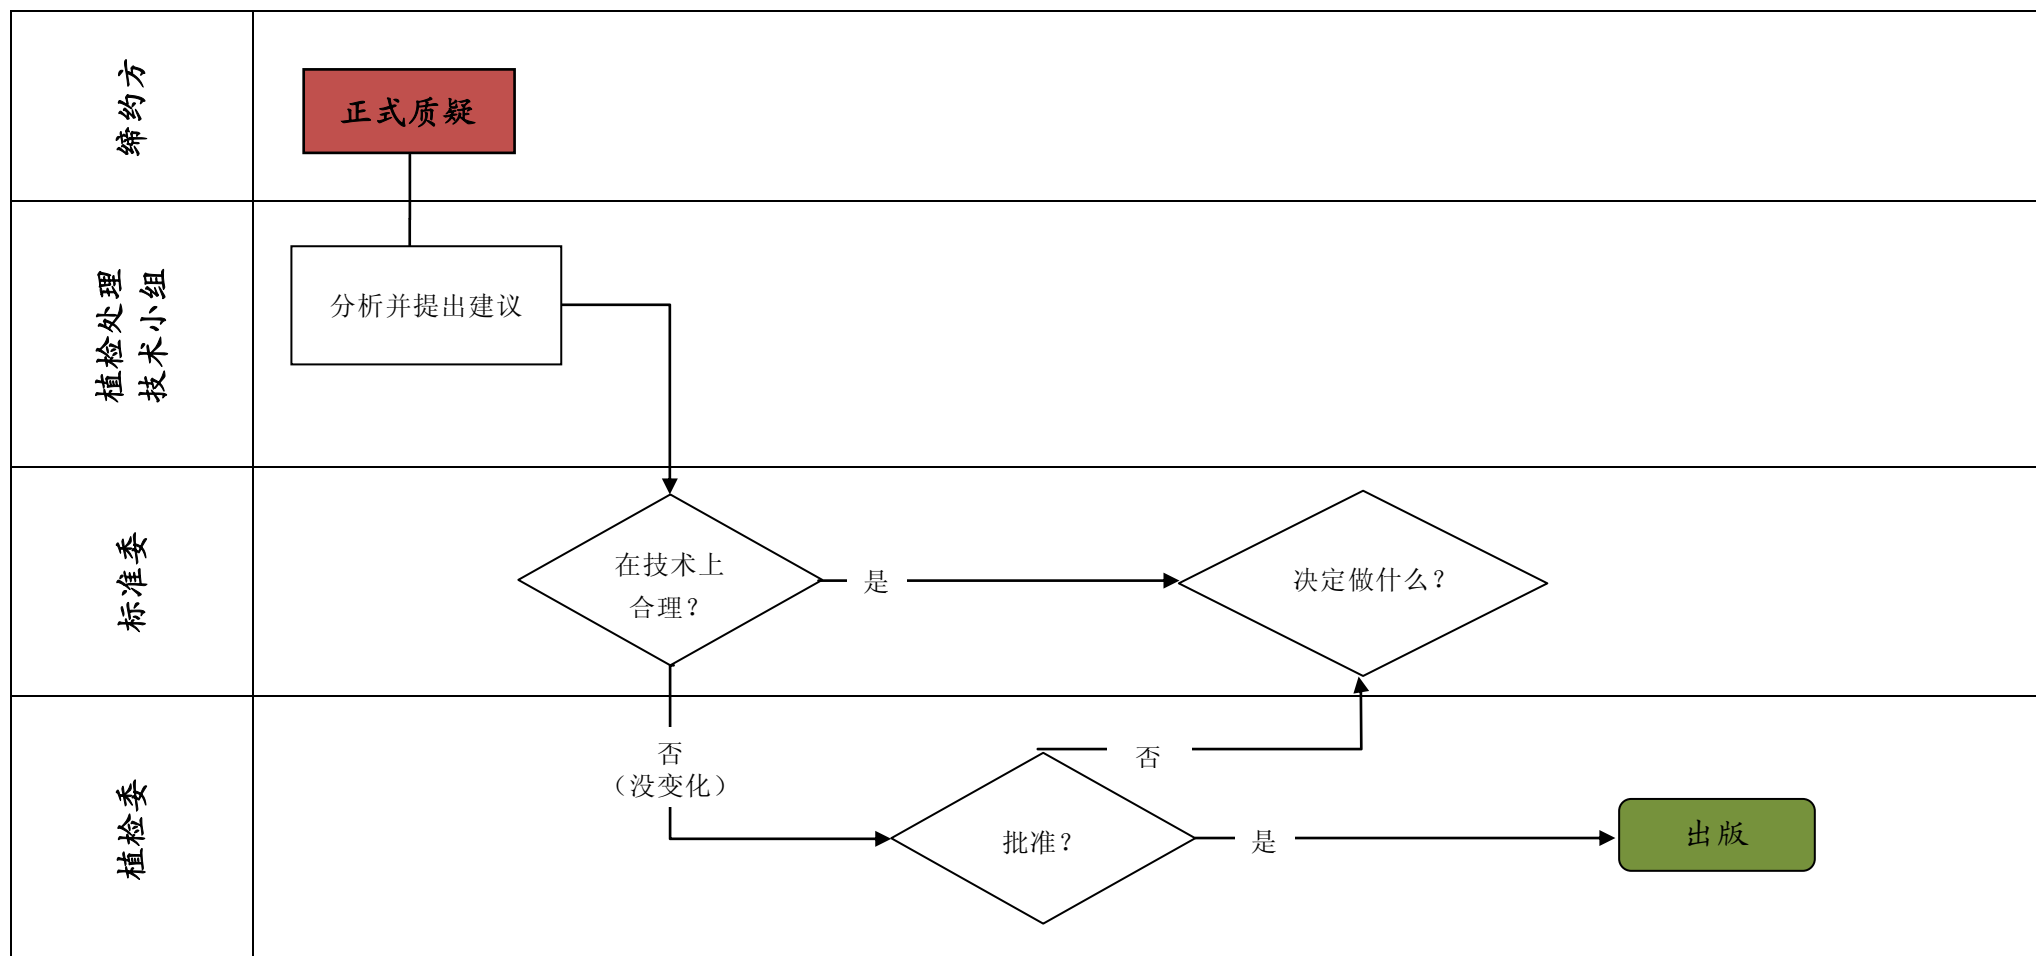 缔约方
正式质疑
植检处理
技术小组
分析并提出建议
标准委
在技术上
合理？
是
决定做什么？
植检委
否
（没变化）
否
批准？
是
出版